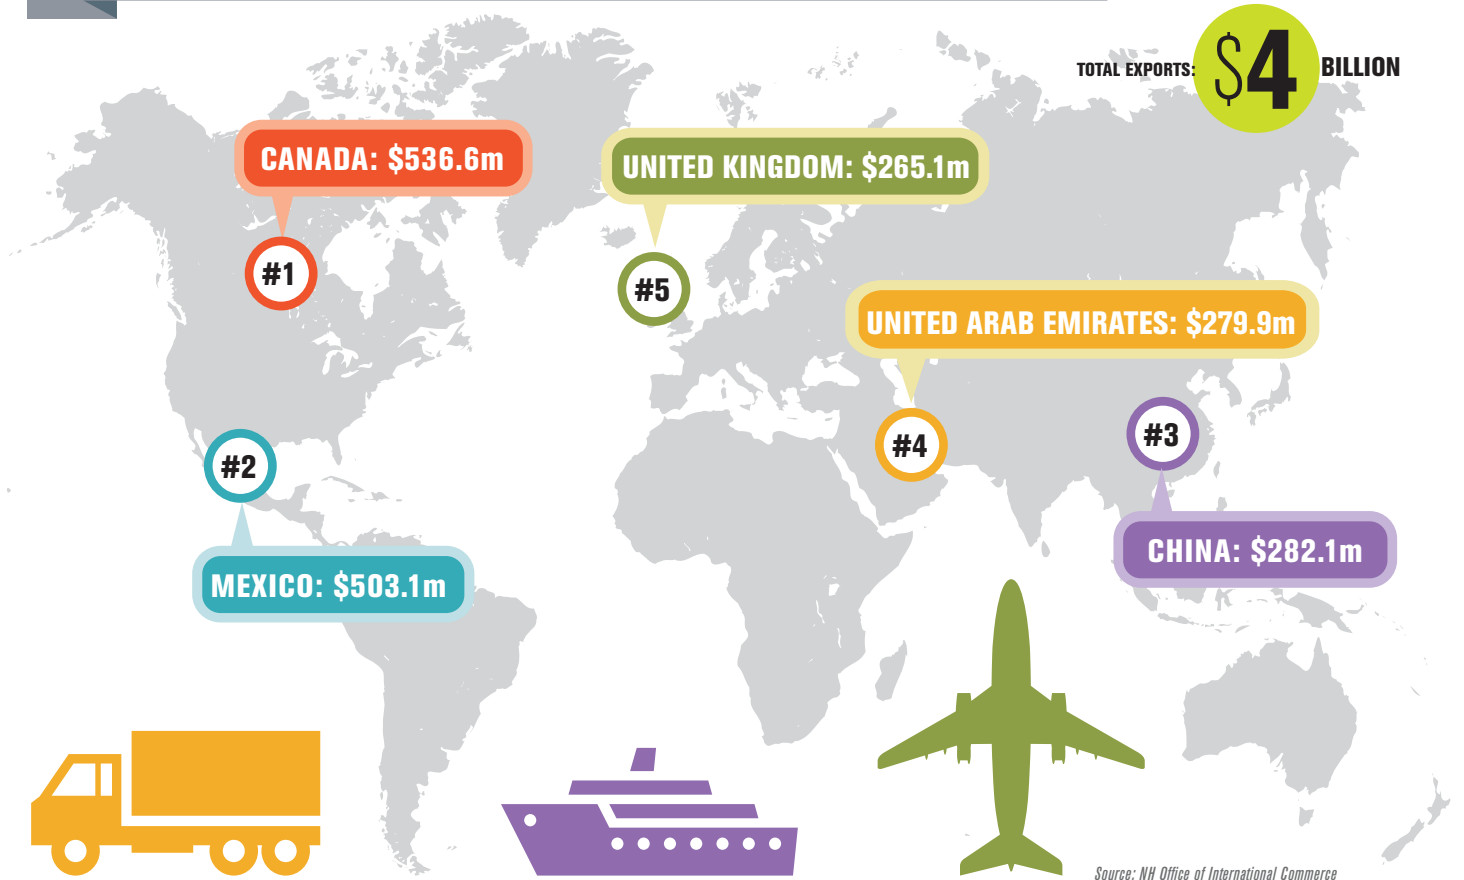 TOTAL EXPORTS: $4 BILLION
CANADA: $536.6m
#1
UNITED KINGDOM: $265.1m
#5
UNITED ARAB EMIRATES: $279.9m
#4
#3
CHINA: $282.1m
#2
MEXICO: $503.1m
Source: NH Office of International Commerce